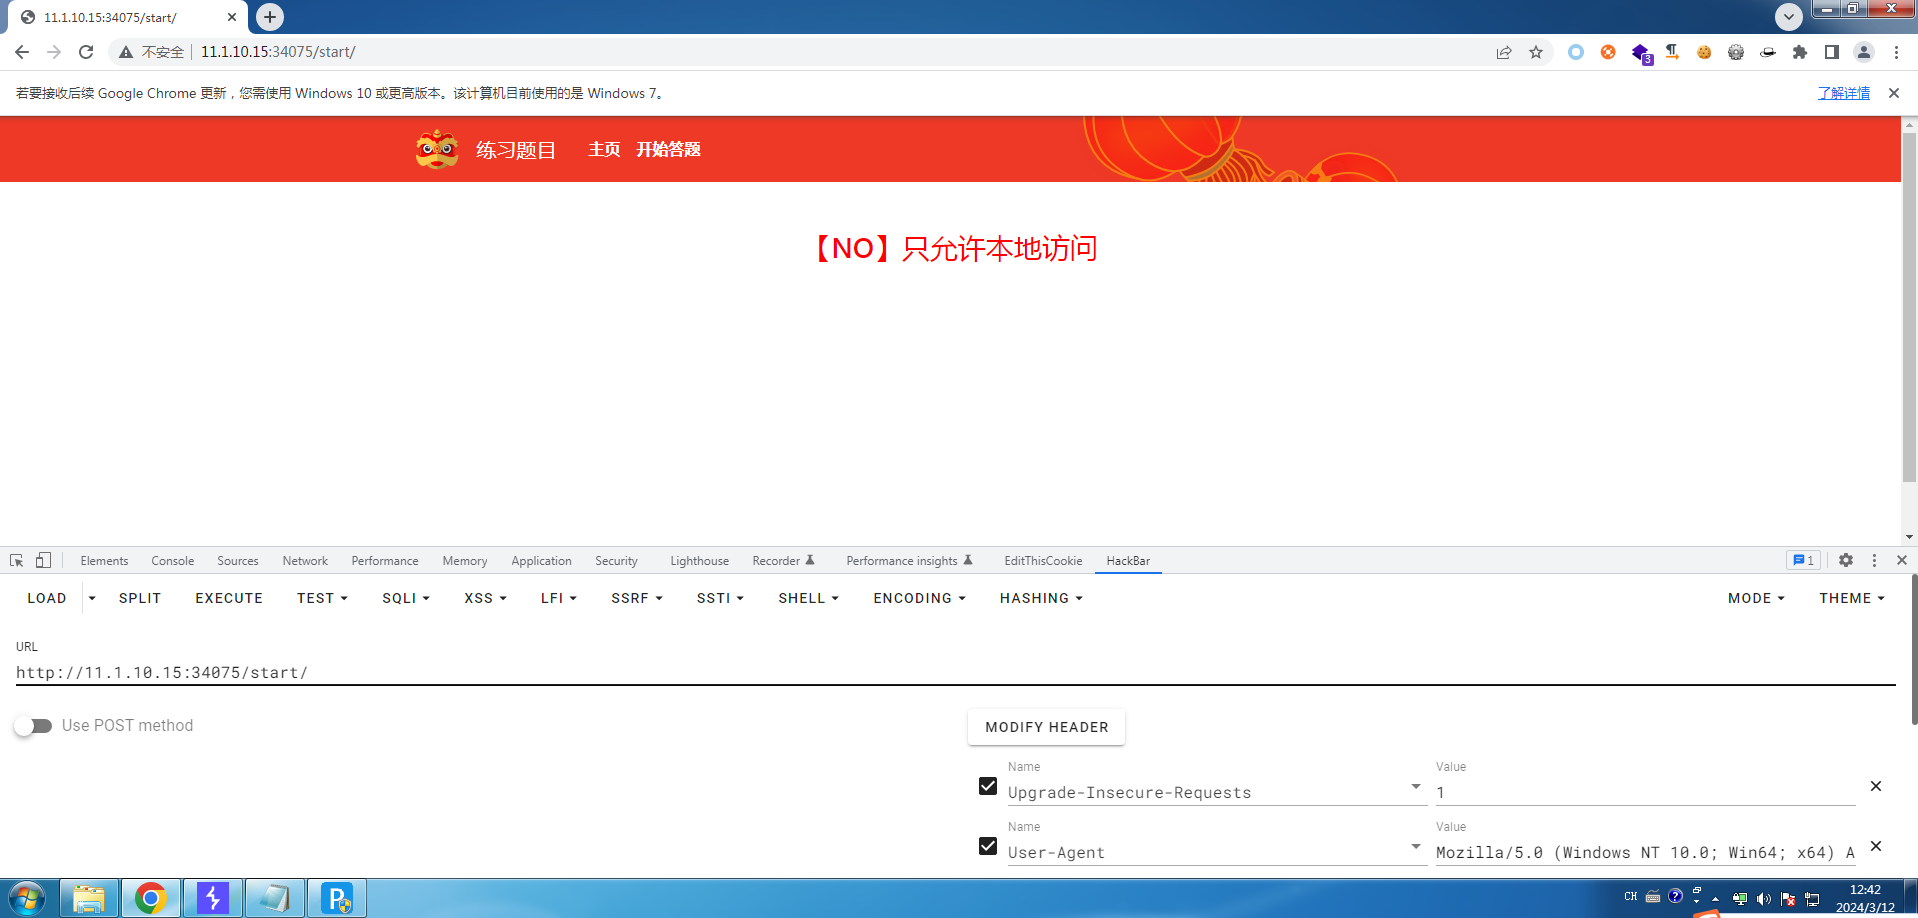 11.1.10.15:34075/start/
不安全 11.1.10.15:34075/start/
3
若要接收后续 Google Chrome 更新，您需使用 Windows 10 或更高版本。该计算机目前使用的是 Windows 7。 了解详情
练习题目 主页 开始答题
【NO】只允许本地访问
Elements Console Sources Network Performance Memory Application Security Lighthouse Recorder Performance insights EditThisCookie HackBar 1
LOAD SPLIT EXECUTE TEST SQLI XSS LFI SSRF SSTI SHELL ENCODING HASHING MODE THEME
URL
http://11.1.10.15:34075/start/
Use POST method MODIFY HEADER
Name Value
Upgrade-Insecure-Requests 1
Name Value
User-Agent Mozilla/5.0 (Windows NT 10.0; Win64; x64) A
CH 12:42
2024/3/12